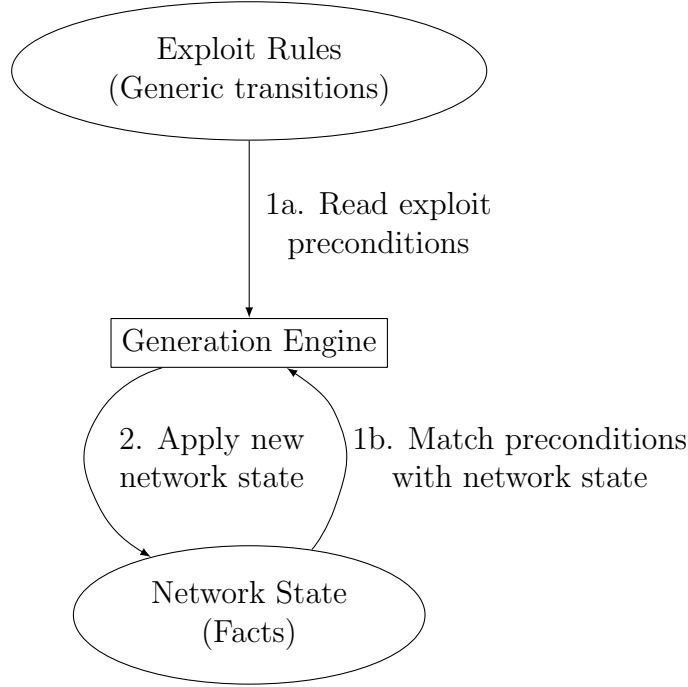 Exploit Rules
(Generic transitions)
1a. Read exploit
preconditions
Generation Engine
2. Apply new
network state
1b. Match preconditions
with network state
Network State
(Facts)